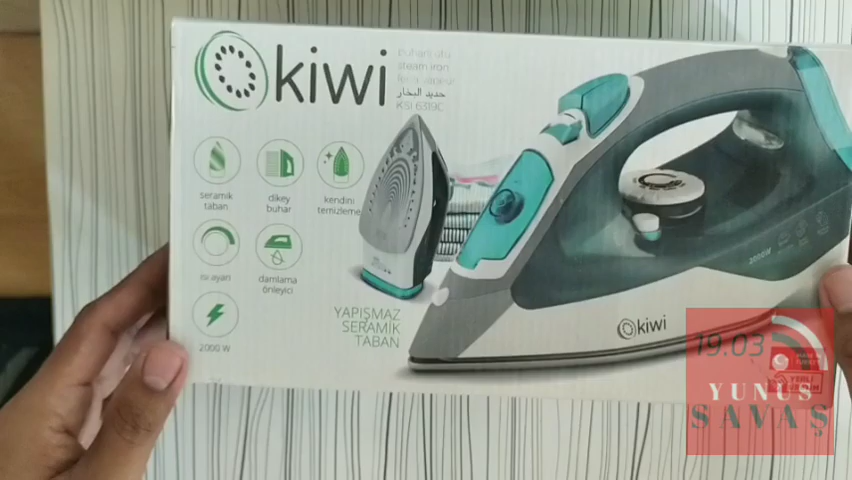 kiwi
buharlı ütü
steam iron
حديد البخار
KSI 6319C
seramik
taban
dikey
buhar
kendini
temizleme
ısı ayarı
damlama
önleyici
2000 W
YAPIŞMAZ
SERAMİK
TABAN
2000W
kiwi
19.03
YERLİ
YUNUS
SAVAŞ